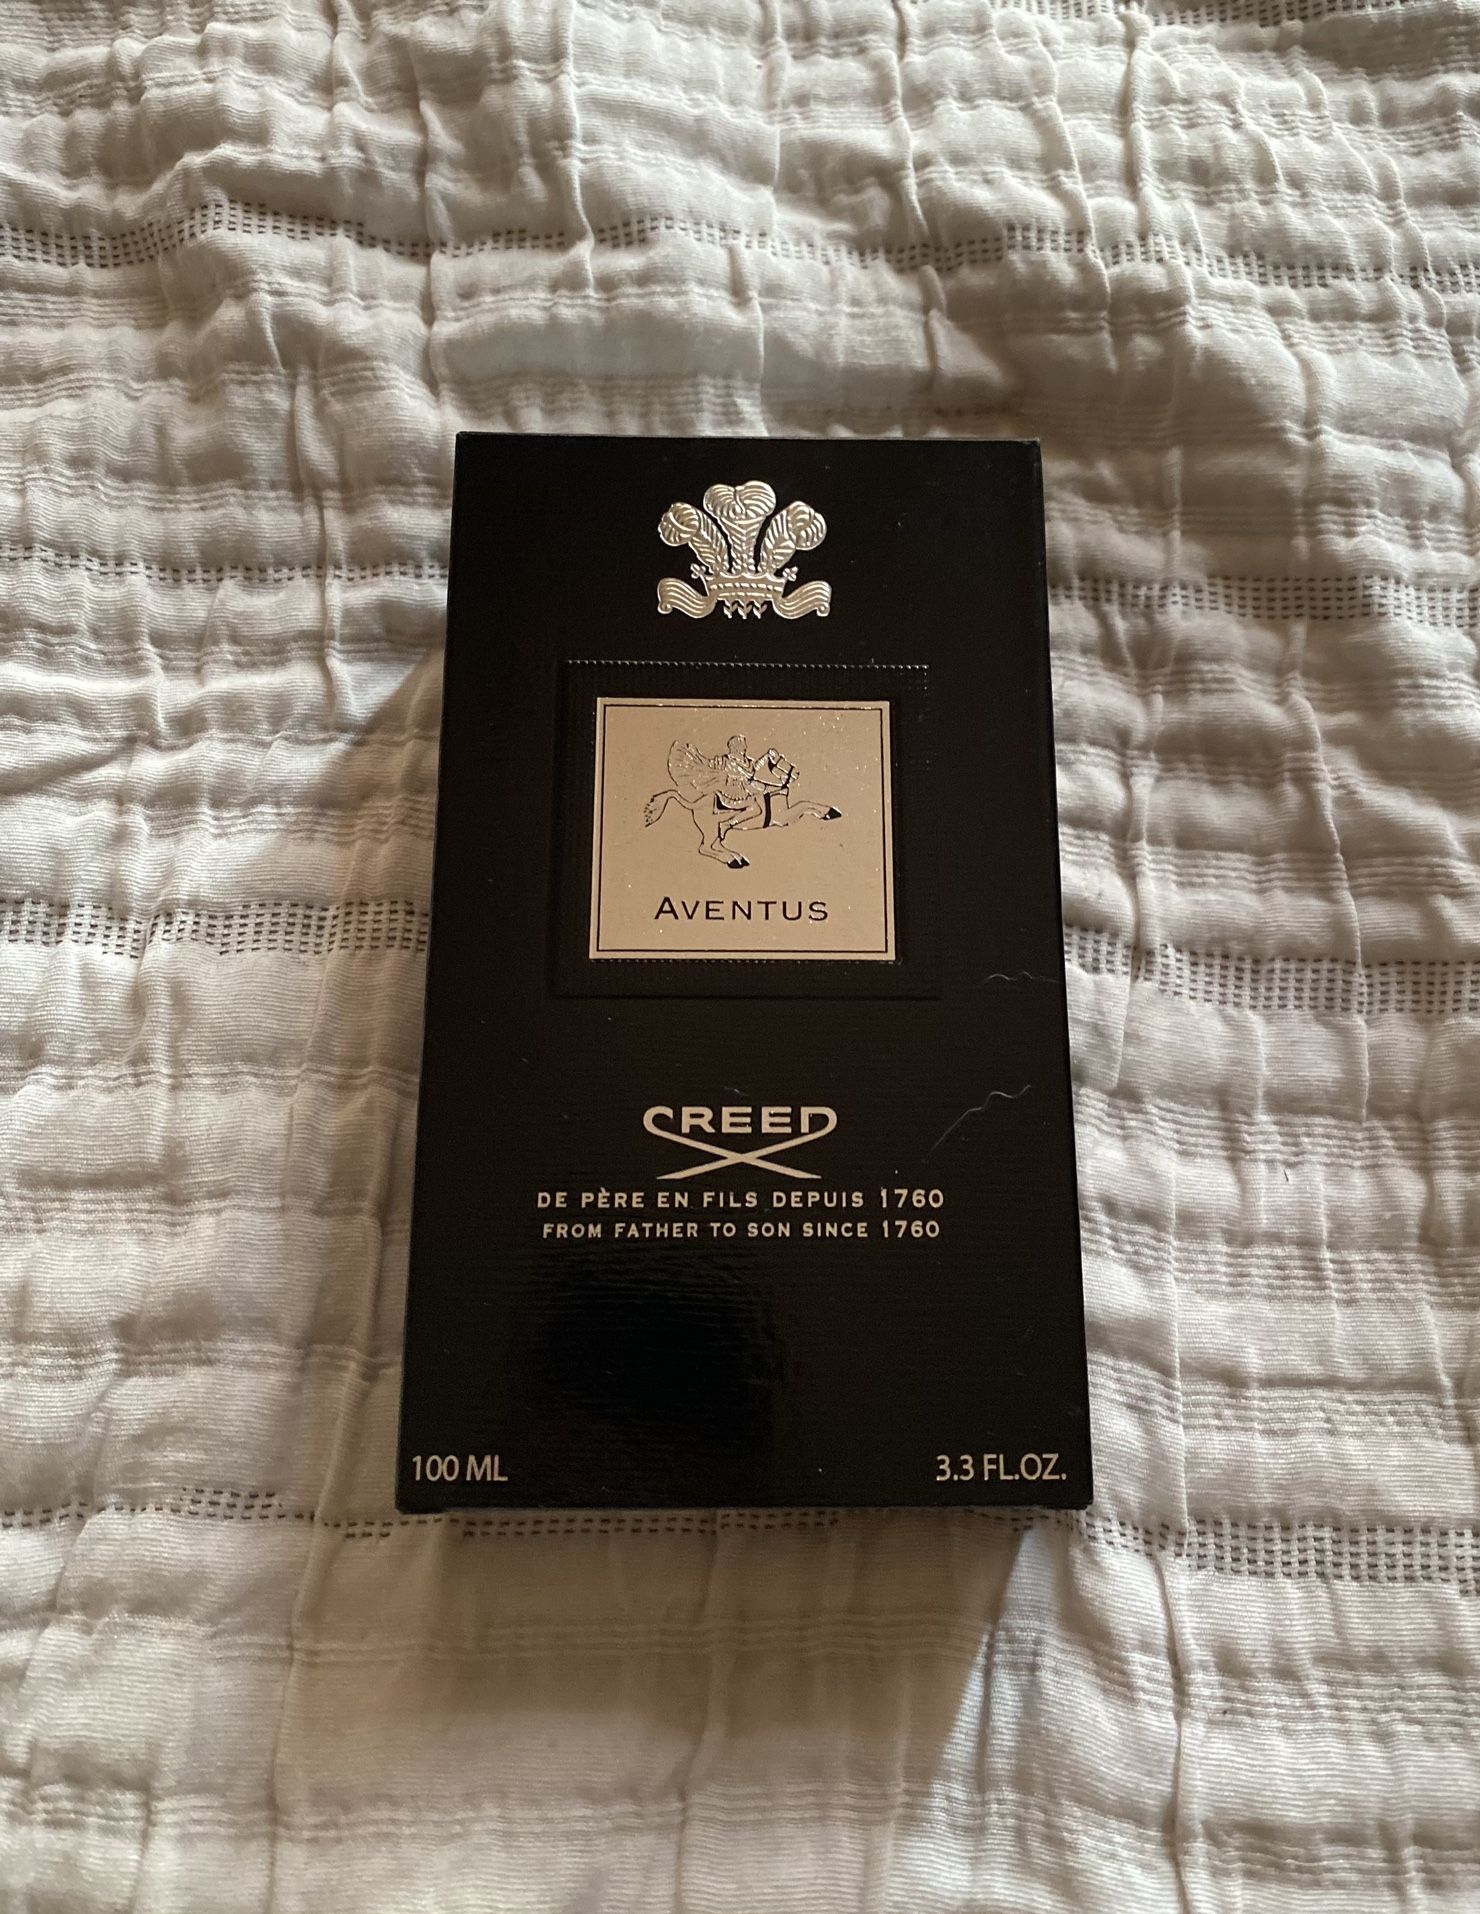 AVENTUS
CREED
DE PÈRE EN FILS DEPUIS 1760
FROM FATHER TO SON SINCE 1760
100 ML
3.3 FL.OZ.